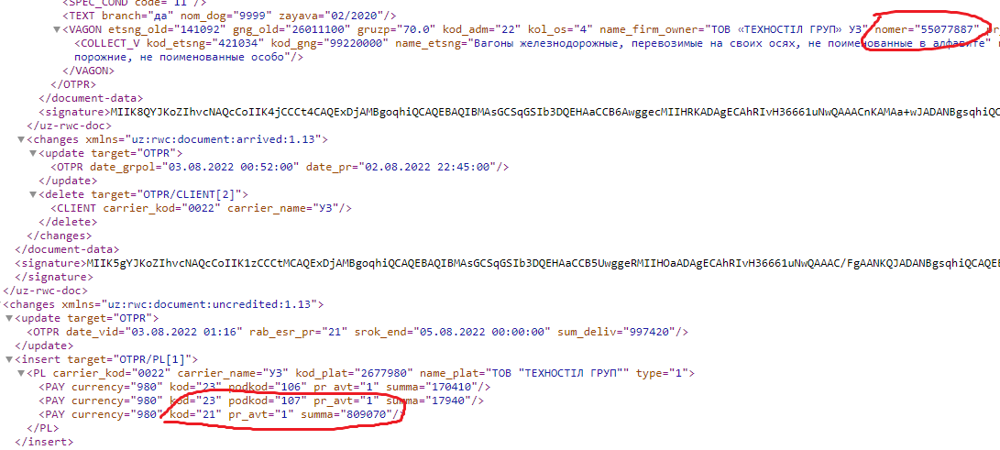 <SPEC_COND code="11"/>
<TEXT branch="да" nom_dog="9999" zayava="02/2020"/>
▼<VAGON etsng_old="141092" gng_old="26011100" gruzp="70.0" kod_adm="22" kol_os="4" name_firm_owner="ТОВ «ТЕХНОСТІЛ ГРУП» УЗ" nomer="55077887"
<COLLECT_V kod_etsng="421034" kod_gng="99220000" name_etsng="Вагоны железнодорожные, перевозимые на своих осях, не поименованные в алфавите"
порожние, не поименованные особо"/>
</VAGON>
</OTPR>
</document-data>
<signature>MIIK8QYJKoZIhvcNAQcCoIIK4jCCCt4CAQExDjAMBgoqhiQCAQEBAQIBMAsGCSqGSIb3DQEHAaCCB6AwggecMIIHRKADAgECAhRIvH36661uNwQAAACnKAMAa+wJADANBgsqhiQC
</uz-rwc-doc>
▼<changes xmlns="uz:rwc:document:arrived:1.13">
▼<update target="OTPR">
<OTPR date_grpol="03.08.2022 00:52:00" date_pr="02.08.2022 22:45:00"/>
</update>
▼<delete target="OTPR/CLIENT[2]">
<CLIENT carrier_kod="0022" carrier_name="УЗ"/>
</delete>
</changes>
</document-data>
<signature>MIIK5gYJKoZIhvcNAQcCoIIK1zCCCtMCAQExDjAMBgoqhiQCAQEBAQIBMAsGCSqGSIb3DQEHAaCCB5UwggeRMIIHOaADAgECAhRIvH36661uNwQAAAC/FgAANKQJADANBgsqhiQCAQE
</signature>
</uz-rwc-doc>
<changes xmlns="uz:rwc:document:uncredited:1.13">
▼<update target="OTPR">
<OTPR date_vid="03.08.2022 01:16" rab_esr_pr="21" srok_end="05.08.2022 00:00:00" sum_deliv="997420"/>
</update>
▼<insert target="OTPR/PL[1]">
▼<PL carrier_kod="0022" carrier_name="УЗ" kod_plat="2677980" name_plat="ТОВ "ТЕХНОСТІЛ ГРУП"" type="1">
<PAY currency="980" kod="23" podkod="106" pr_avt="1" summa="170410"/>
<PAY currency="980" kod="23" podkod="107" pr_avt="1" summa="17940"/>
<PAY currency="980" kod="21" pr_avt="1" summa="809070"/>
</PL>
</insert>